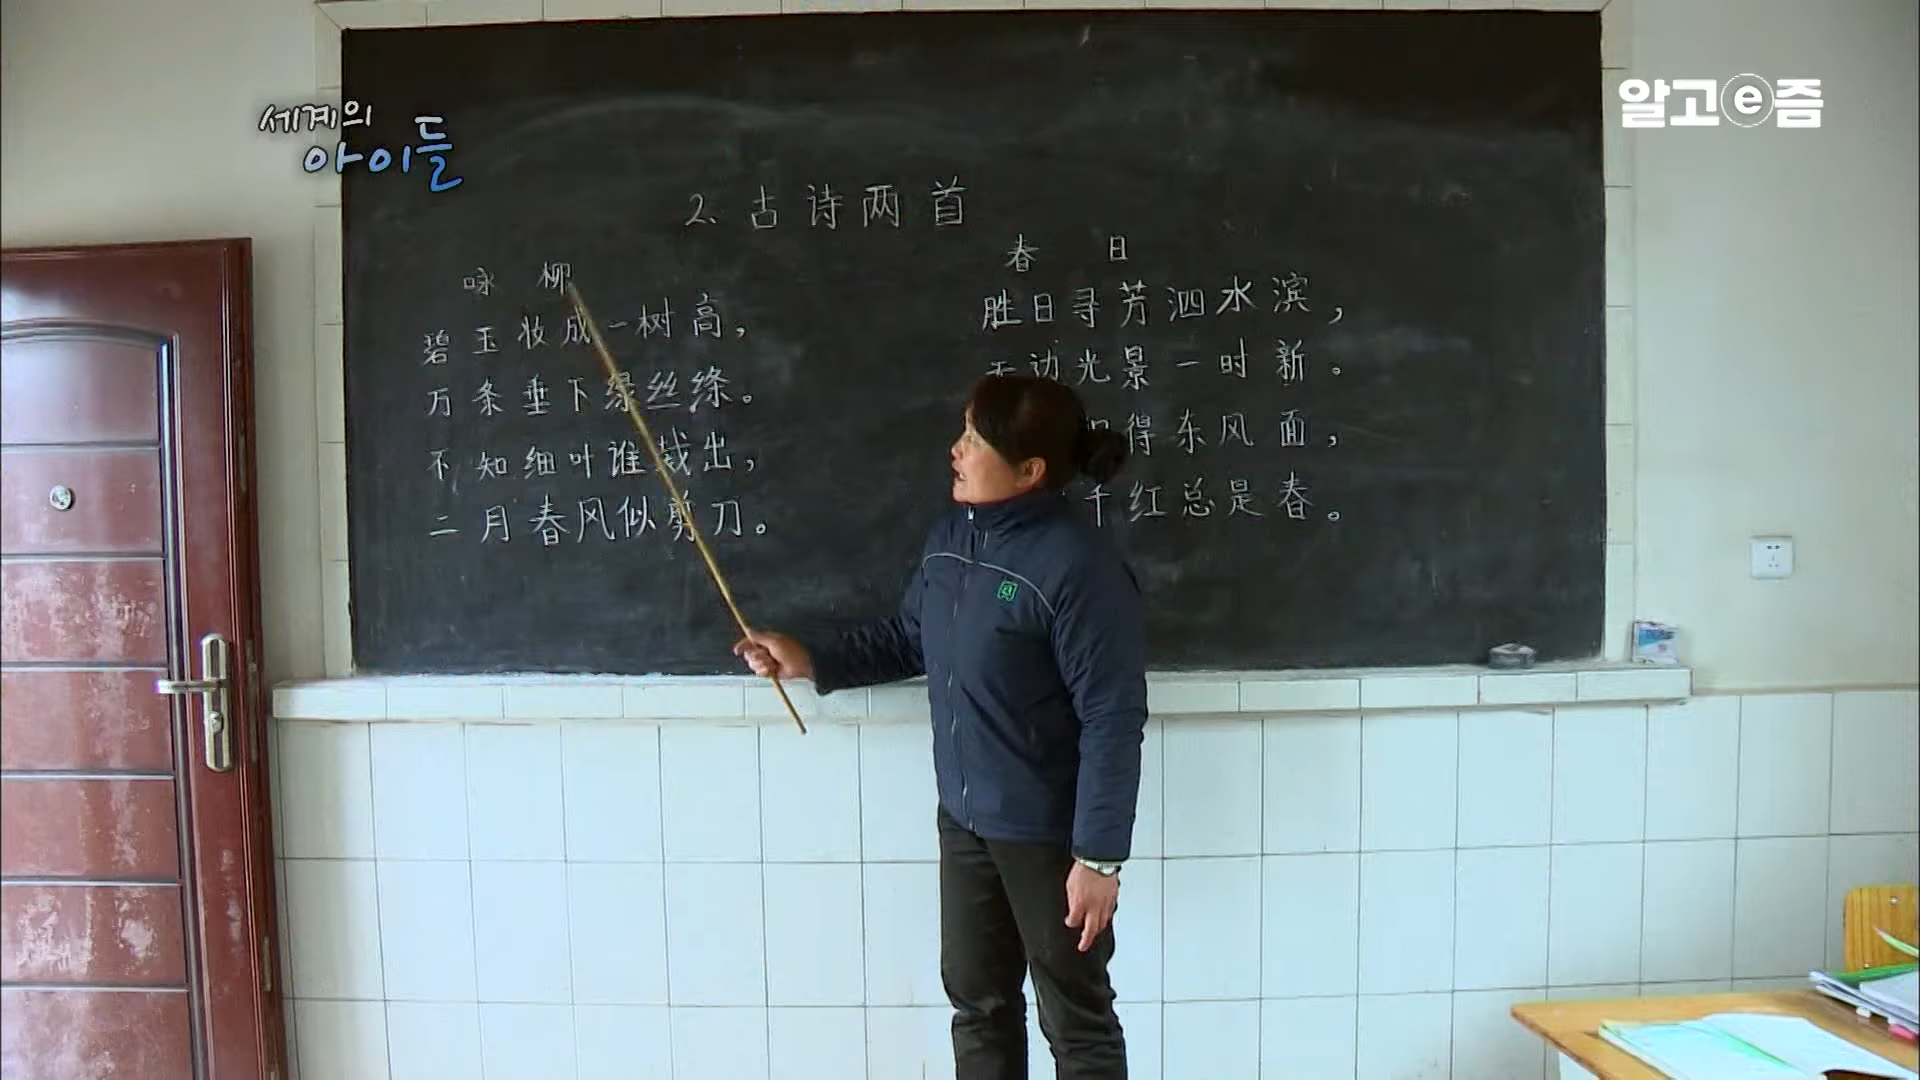 세계의
아이들
알고e즘
2. 古诗两首
咏 柳
碧玉妆成一树高,
万条垂下绿丝绦。
不知细叶谁裁出,
二月春风似剪刀。
春 日
胜日寻芳泗水滨,
无边光景一时新。
得东风面,
千红总是春。